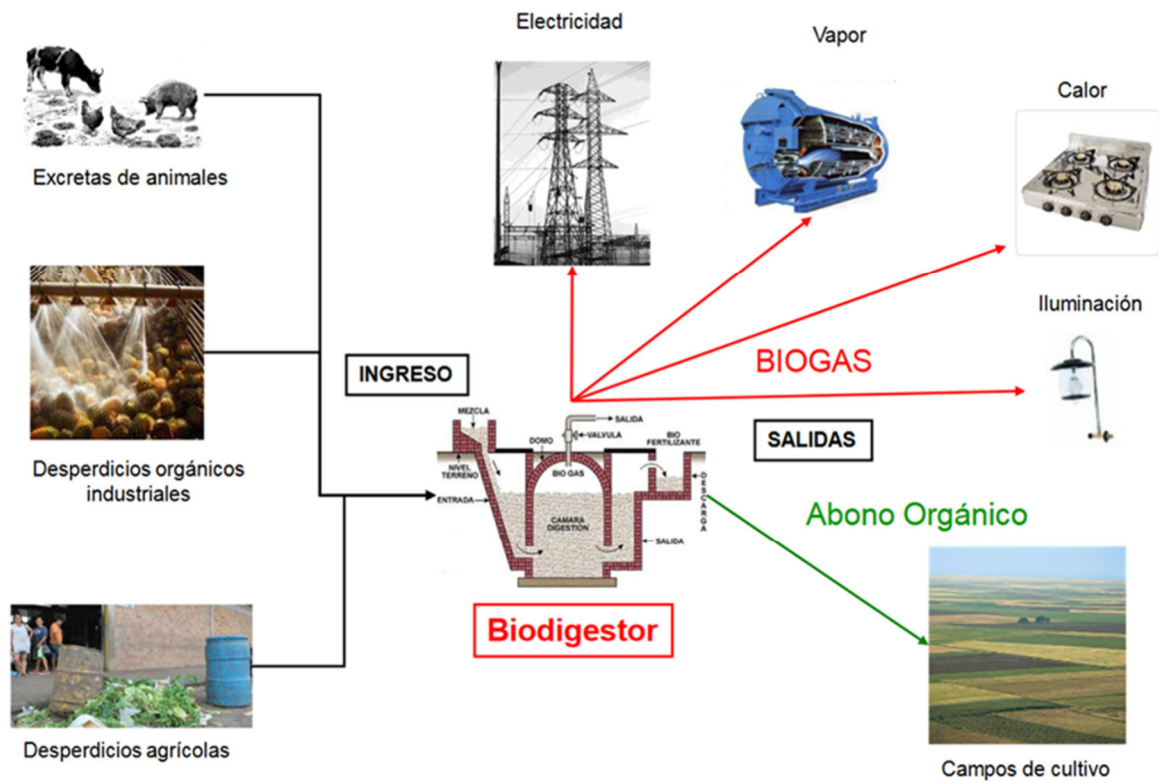 Electricidad
Vapor
Calor
Excretas de animales
Iluminación
INGRESO
BIOGAS
MEZCLA
SALIDA
VALVULA
DOMO
BIO
FERTILIZANTE
SALIDAS
Desperdicios orgánicos
industriales
NIVEL
TERRENO
BIO GAS
DESCARGA
ENTRADA
CAMARA
DIGESTIÓN
SALIDA
Abono Orgánico
Biodigestor
Desperdicios agrícolas
Campos de cultivo